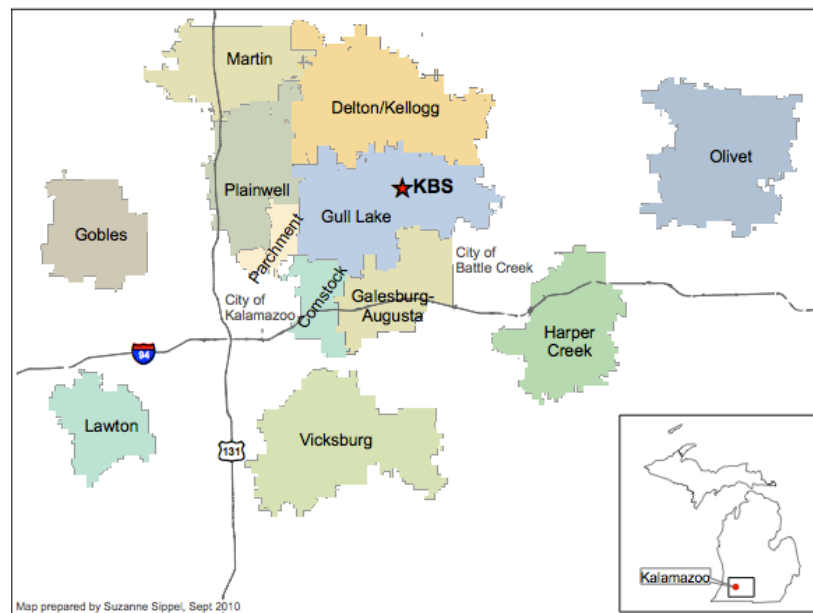 Martin
Delton/Kellogg
Olivet
Plainwell
KBS
Gobles
Gull Lake
Parchment
City of
Battle Creek
Comstock
City of
Kalamazoo
Galesburg-
Augusta
Harper
Creek
94
Lawton
Vicksburg
131
Kalamazoo
Map prepared by Suzanne Sippel, Sept 2010